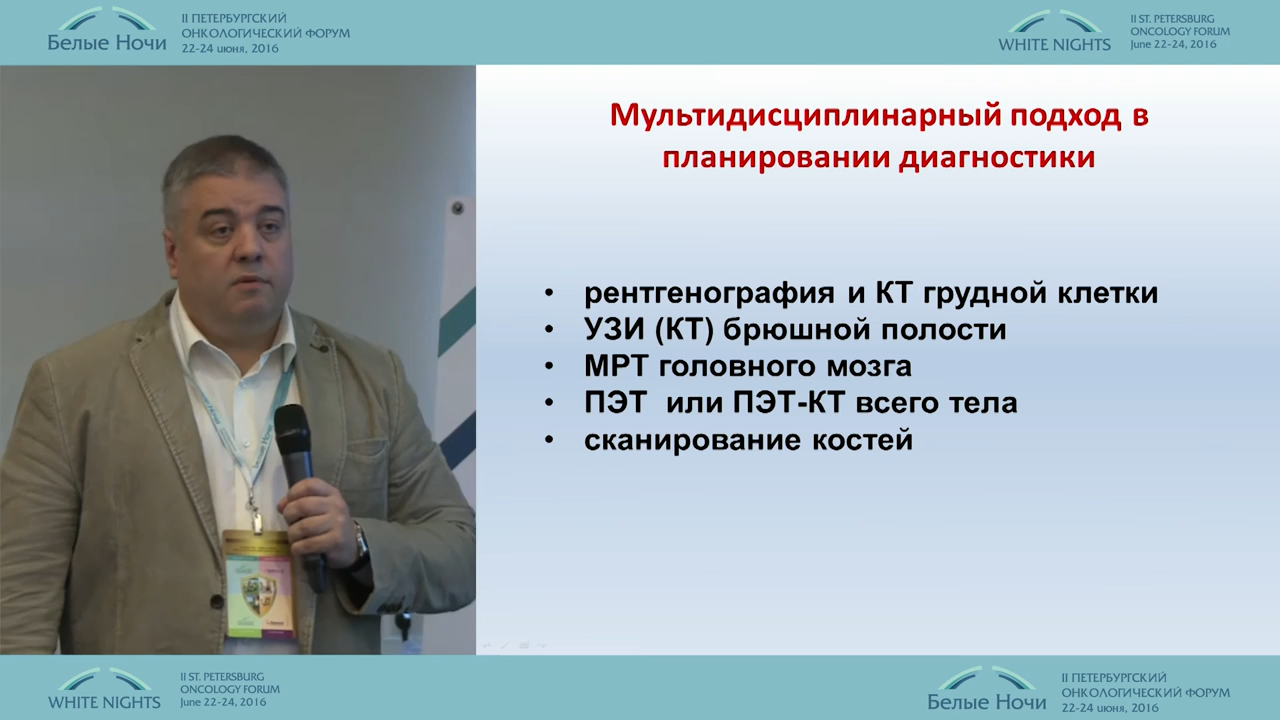 Белые Ночи
II ПЕТЕРБУРГСКИЙ
ОНКОЛОГИЧЕСКИЙ ФОРУМ
22-24 июня, 2016
WHITE NIGHTS
II ST. PETERSBURG
ONCOLOGY FORUM
June 22-24, 2016
Мультидисциплинарный подход в
планировании диагностики
• рентгенография и КТ грудной клетки
• УЗИ (КТ) брюшной полости
• МРТ головного мозга
• ПЭТ или ПЭТ-КТ всего тела
• сканирование костей
WHITE NIGHTS
II ST. PETERSBURG
ONCOLOGY FORUM
June 22-24, 2016
Белые Ночи
II ПЕТЕРБУРГСКИЙ
ОНКОЛОГИЧЕСКИЙ ФОРУМ
22-24 июня, 2016